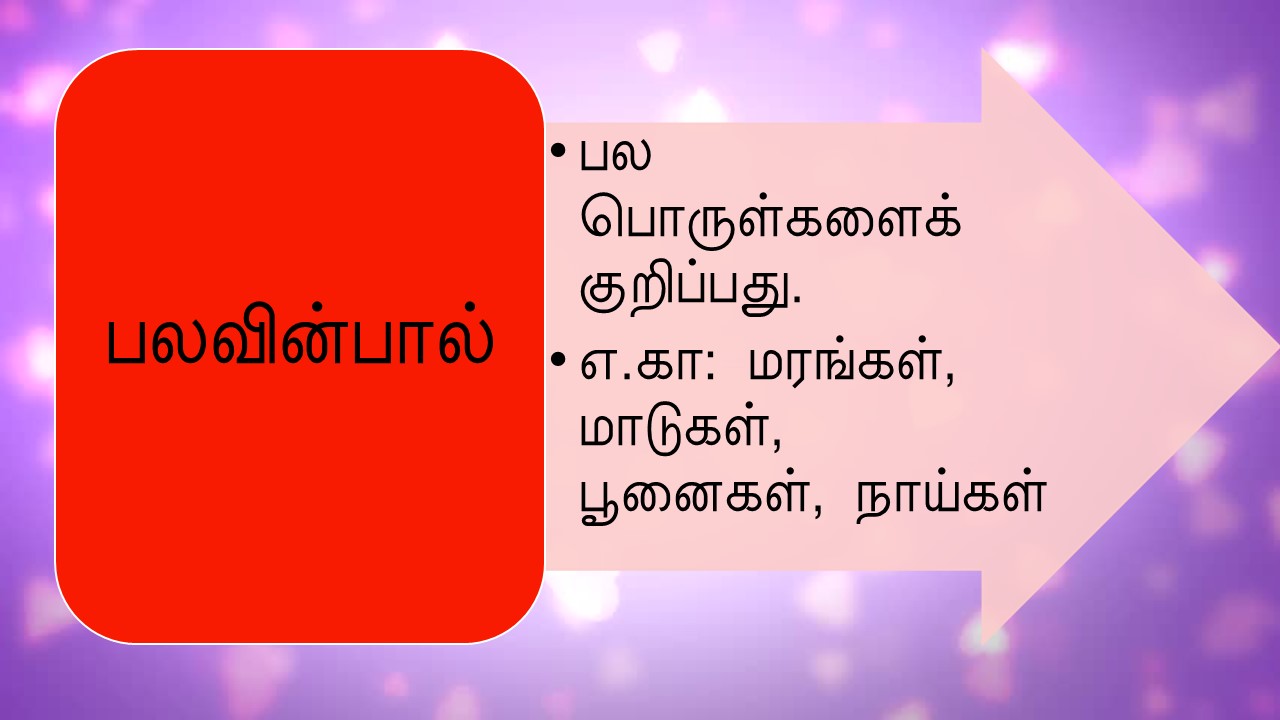 பலவின்பால்
• பல
பொருள்களைக்
குறிப்பது.
• எ.கா: மரங்கள்,
மாடுகள்,
பூனைகள், நாய்கள்